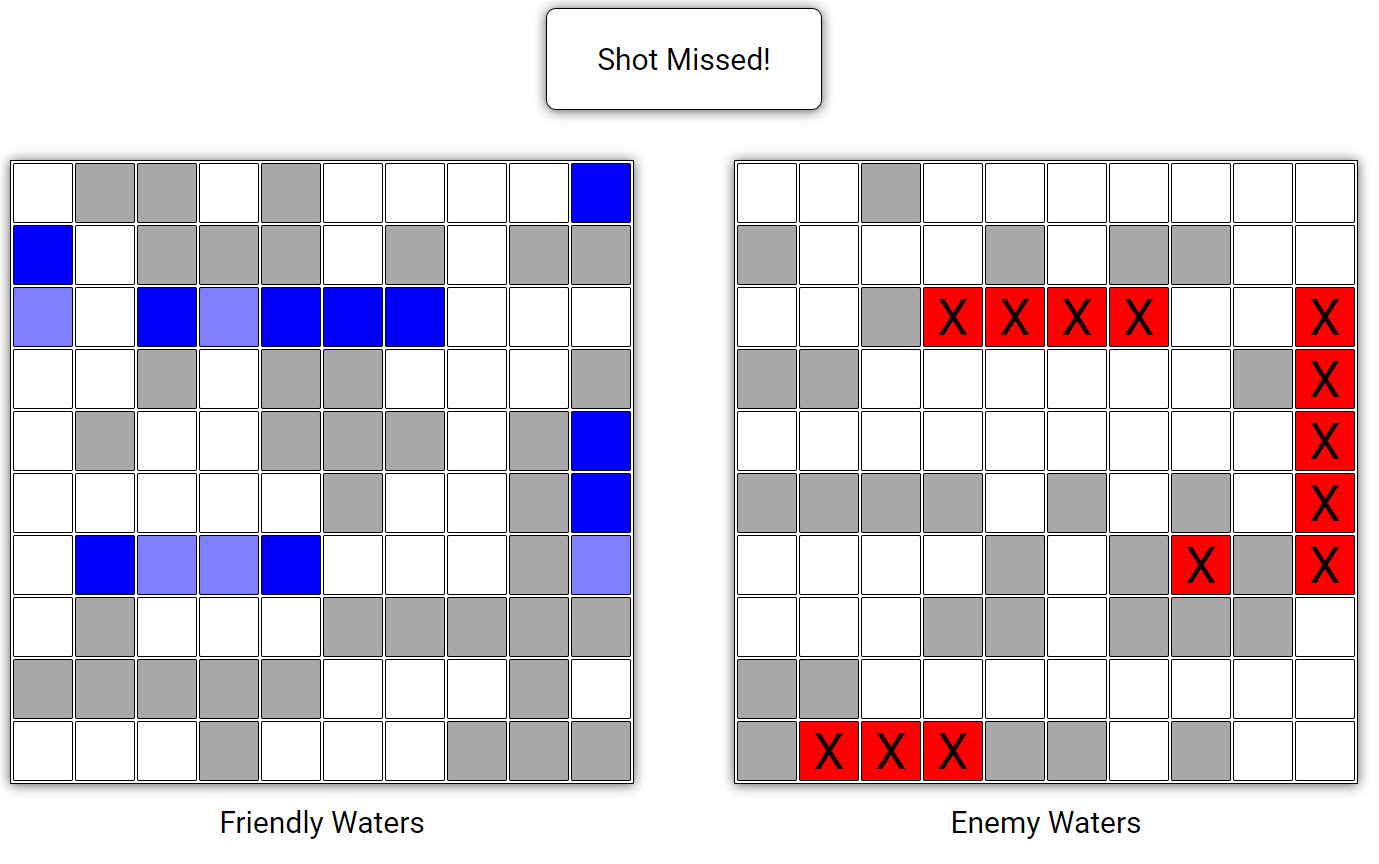 Shot Missed!
X X X X X
X
X
X
X X
X X X
Friendly Waters Enemy Waters